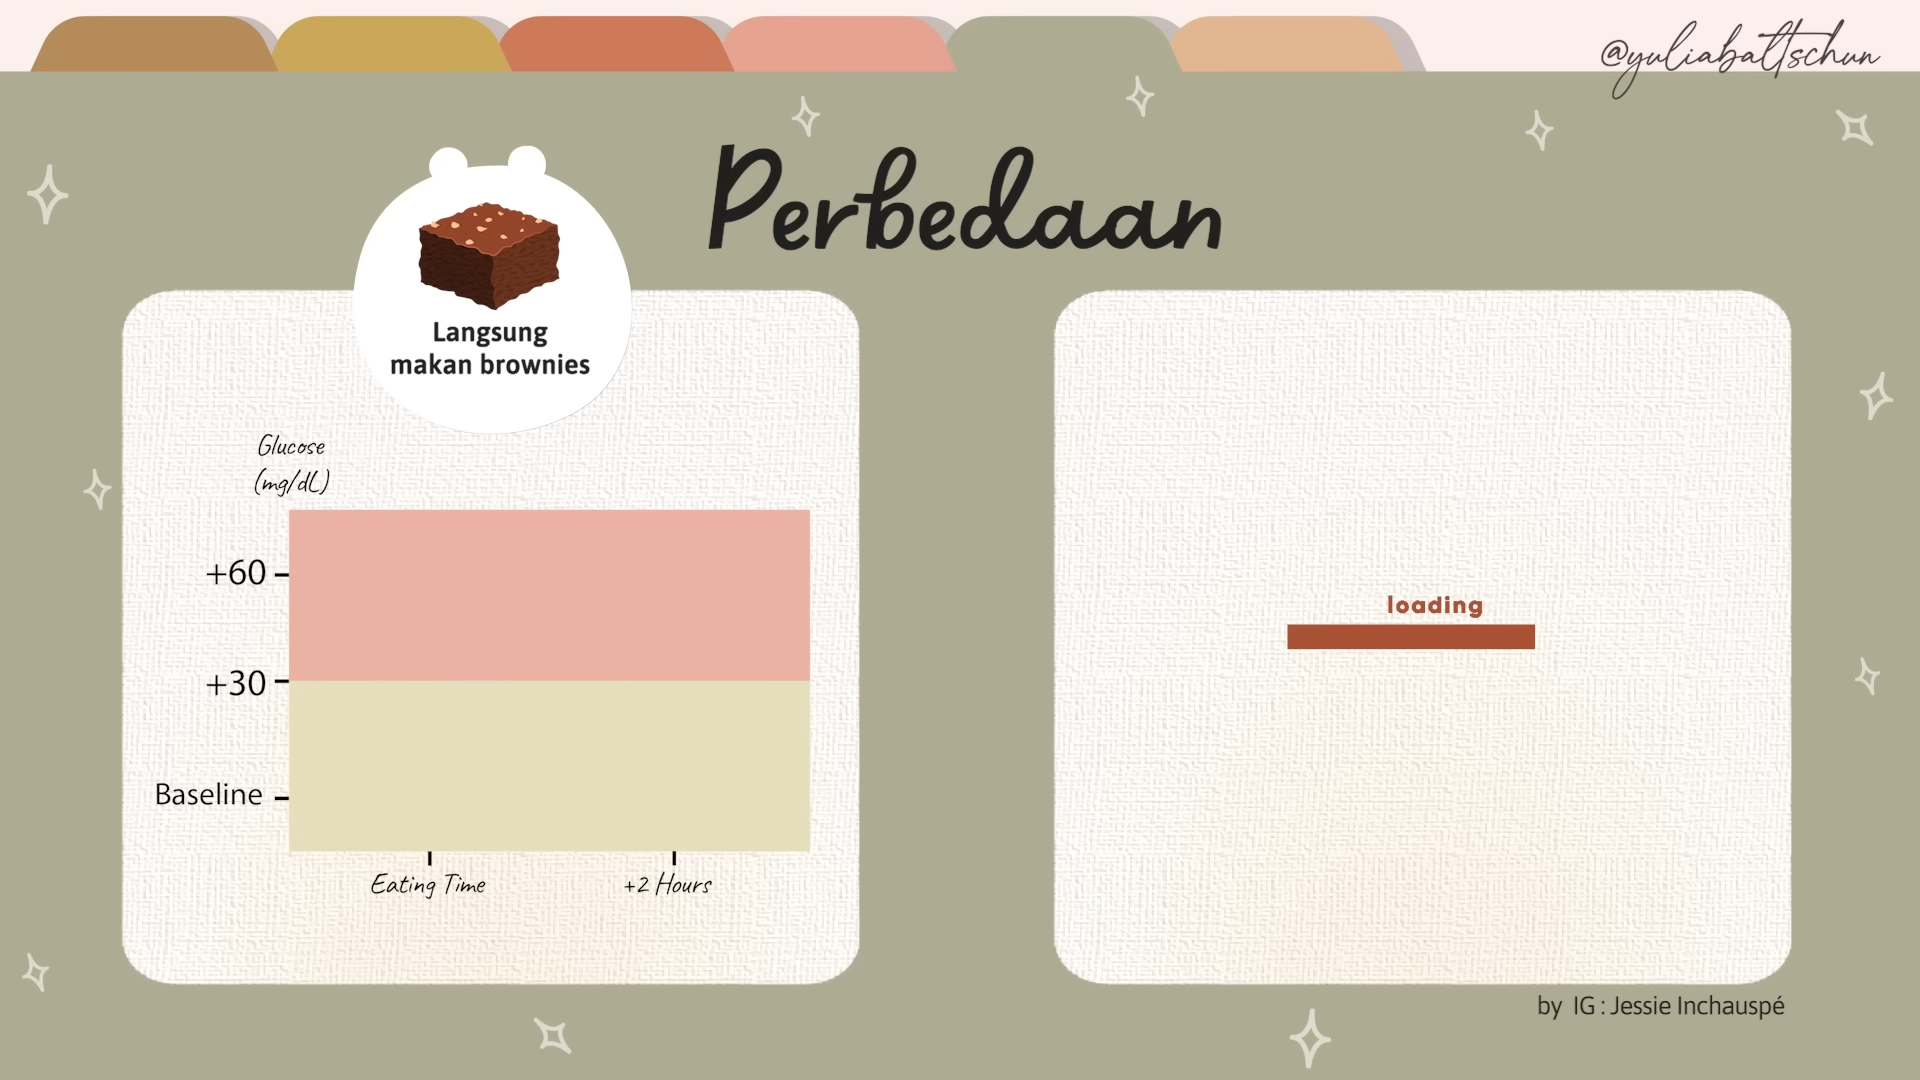 @yuliabaltschun
Perbedaan
Langsung
makan brownies
Glucose
(mg/dL)
+60
+30
Baseline
Eating Time
+2 Hours
loading
by IG : Jessie Inchauspé